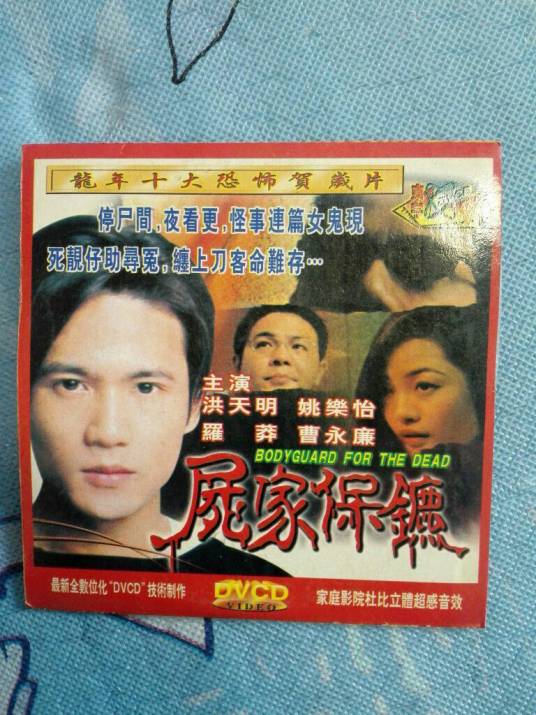 龍年十大恐怖賀歲片
停尸間,夜看更,怪事連篇女鬼現
死靚仔助尋冤,纏上刀客命難存…
主演
洪天明 姚樂怡
羅莽 曹永廉
BODYGUARD FOR THE DEAD
屍家保鑣
最新全數位化"DVCD"技術制作
DVCD
VIDEO
家庭影院杜比立體超感音效